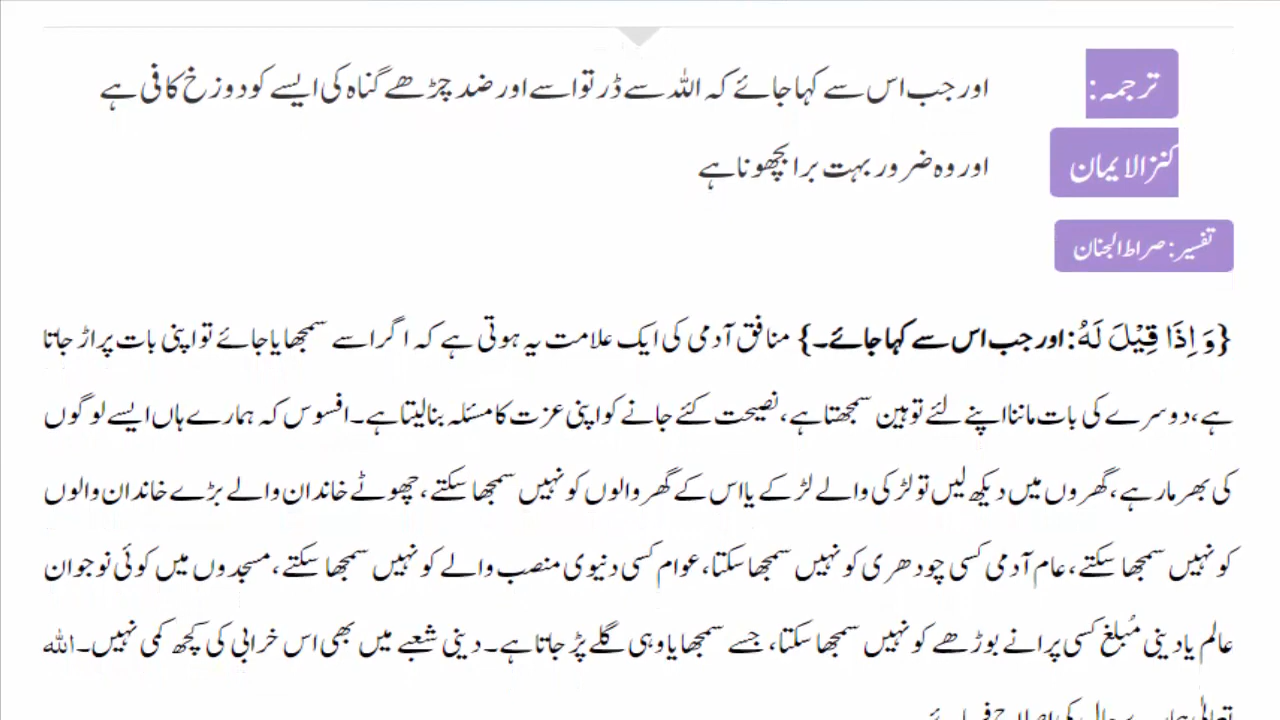 ترجمہ: اور جب اس سے کہا جائے کہ اللہ سے ڈر تو اسے اور ضد چڑھے گناہ کی ایسے کو دوزخ کافی ہے
کنزالایمان اور وہ ضرور بہت برا بچھونا ہے
تفسیر: صراط الجنان
{وَ اِذَا قِیْلَ لَهُ: اور جب اس سے کہا جائے۔} منافق آدمی کی ایک علامت یہ ہوتی ہے کہ اگر اسے سمجھایا جائے تو اپنی بات پر اڑ جاتا
ہے، دوسرے کی بات ماننا اپنے لئے توہین سمجھتا ہے، نصیحت کئے جانے کو اپنی عزت کا مسئلہ بنالیتا ہے۔ افسوس کہ ہمارے ہاں ایسے لوگوں
کی بھر مار ہے، گھروں میں دیکھ لیں تو لڑکی والے لڑکے یا اس کے گھر والوں کو نہیں سمجھا سکتے، چھوٹے خاندان والے بڑے خاندان والوں
کو نہیں سمجھا سکتے، عام آدمی کسی چودھری کو نہیں سمجھا سکتا، عوام کسی دنیوی منصب والے کو نہیں سمجھا سکتے، مسجدوں میں کوئی نوجوان
عالم یا دینی مُبلغ کسی پرانے بوڑھے کو نہیں سمجھا سکتا، جسے سمجھایا وہی گلے پڑ جاتا ہے۔ دینی شعبے میں بھی اس خرابی کی کچھ کمی نہیں۔ اللہ
تعالیٰ ہمارے حال کی اصلاح فرمائے